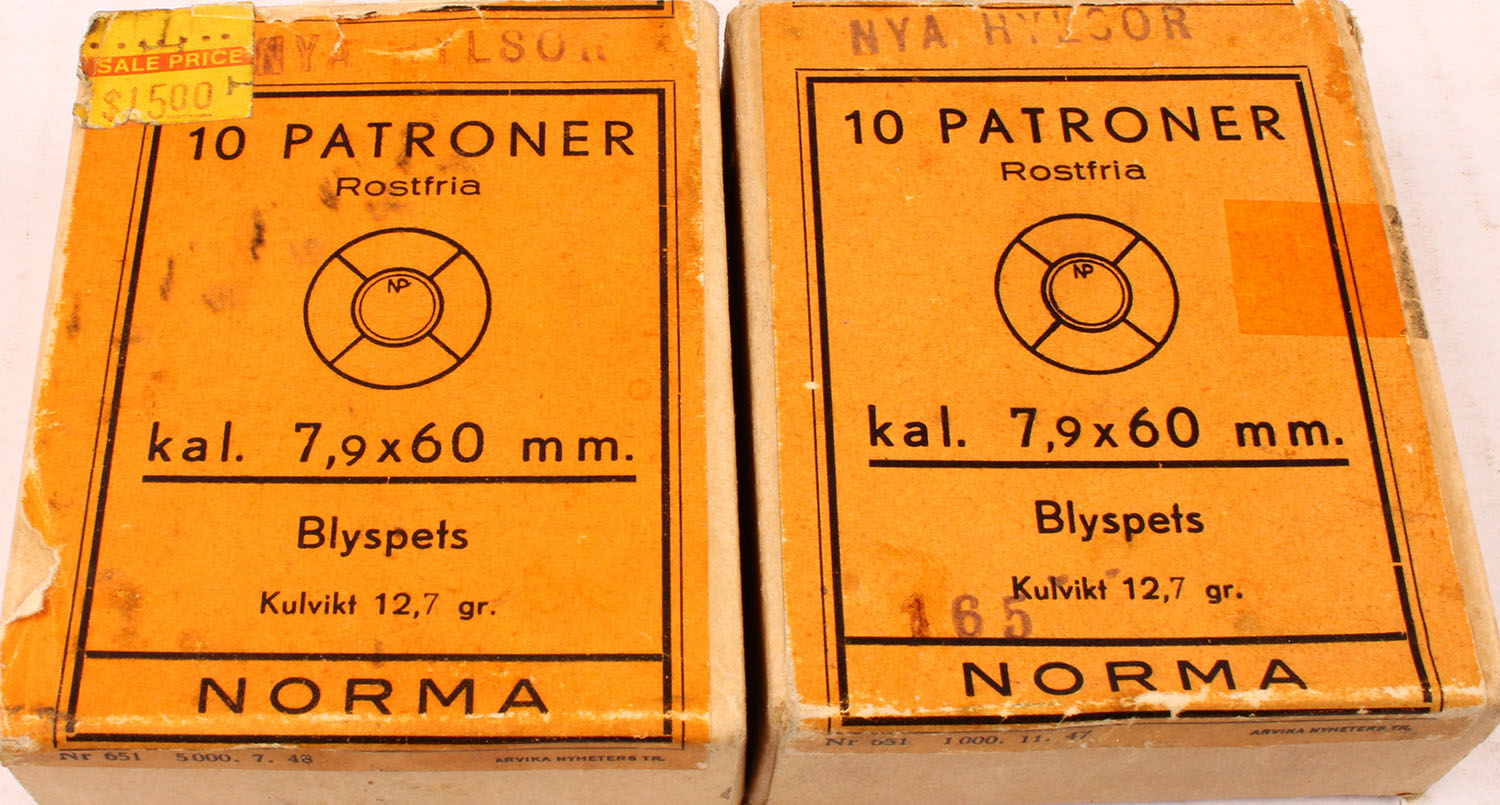 SALE PRICE
$1500
NYA HYLSOR
10 PATRONER
Rostfria
NP
kal. 7,9x60 mm.
Blyspets
Kulvikt 12,7 gr.
NORMA
Nr 651 5000. 7. 48
ARVIKA NYHETERS TR.
NYA HYLSOR
10 PATRONER
Rostfria
NP
kal. 7,9x60 mm.
Blyspets
Kulvikt 12,7 gr.
165
NORMA
Nr 651 1000. 11. 47
ARVIKA NYHETERS TR.